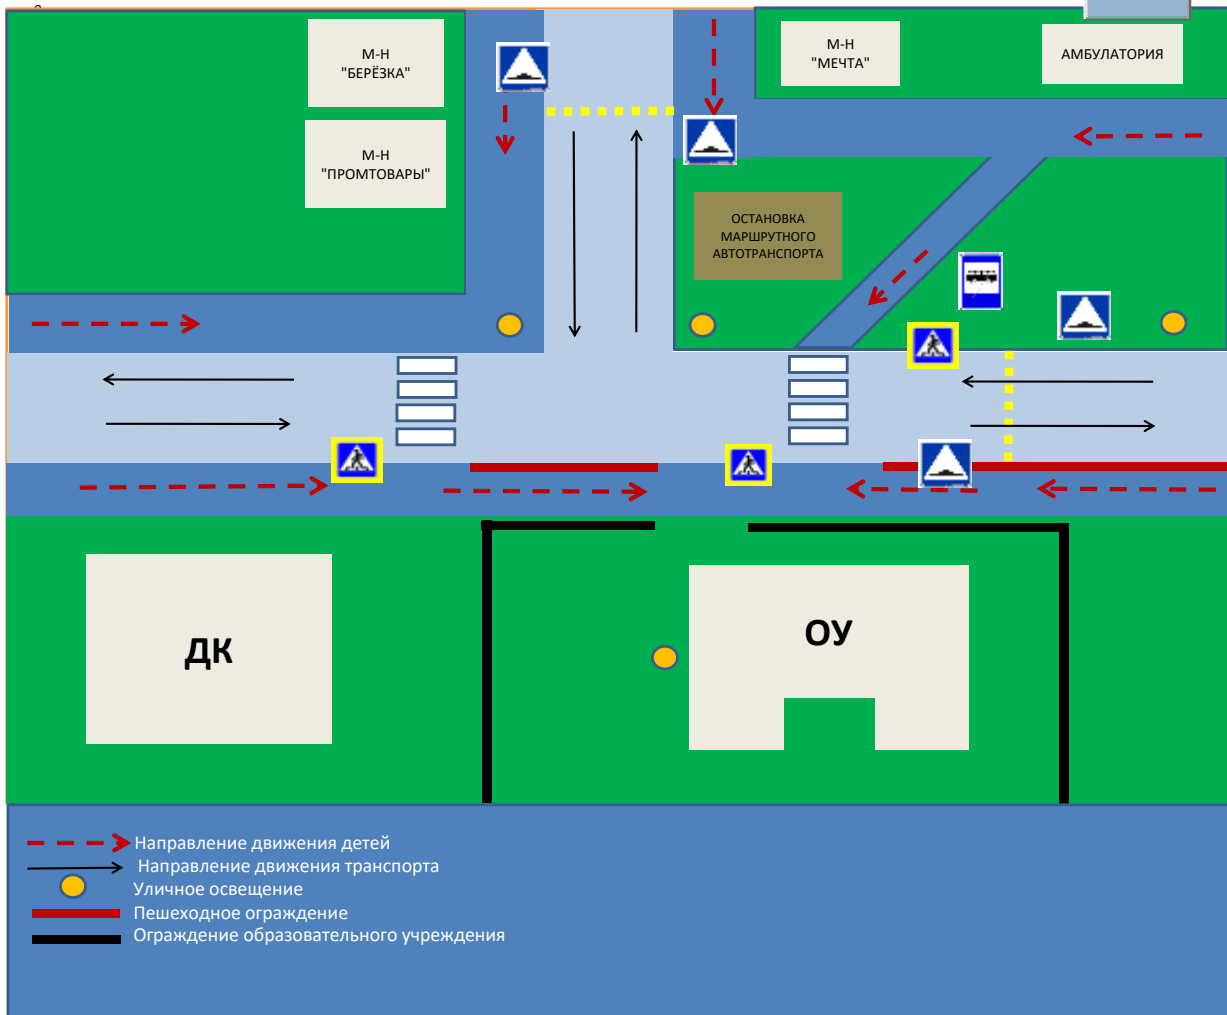 М-Н
"БЕРЁЗКА"
М-Н
"МЕЧТА"
АМБУЛАТОРИЯ
М-Н
"ПРОМТОВАРЫ"
ОСТАНОВКА
МАРШРУТНОГО
АВТОТРАНСПОРТА
ДК
ОУ
Направление движения детей
Направление движения транспорта
Уличное освещение
Пешеходное ограждение
Ограждение образовательного учреждения